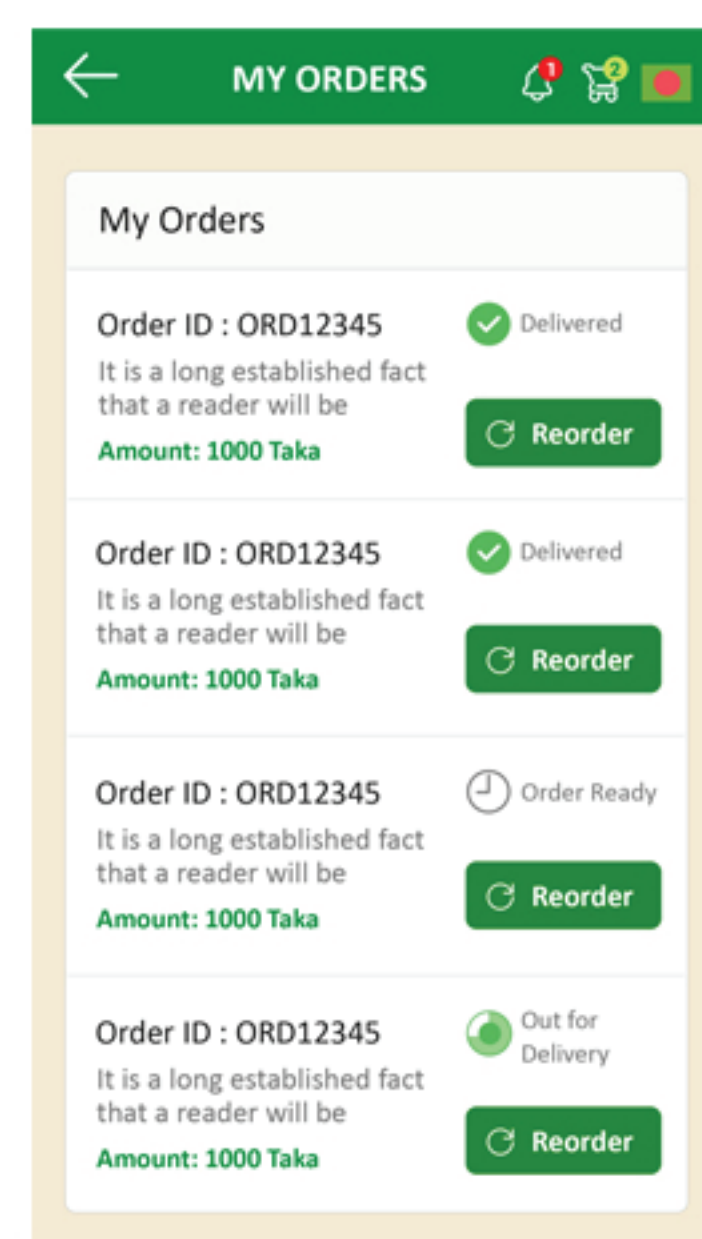 MY ORDERS
1
2
My Orders
Order ID : ORD12345
Delivered
It is a long established fact
that a reader will be
Amount: 1000 Taka
Reorder
Order ID : ORD12345
Delivered
It is a long established fact
that a reader will be
Amount: 1000 Taka
Reorder
Order ID : ORD12345
Order Ready
It is a long established fact
that a reader will be
Amount: 1000 Taka
Reorder
Order ID : ORD12345
Out for
Delivery
It is a long established fact
that a reader will be
Amount: 1000 Taka
Reorder